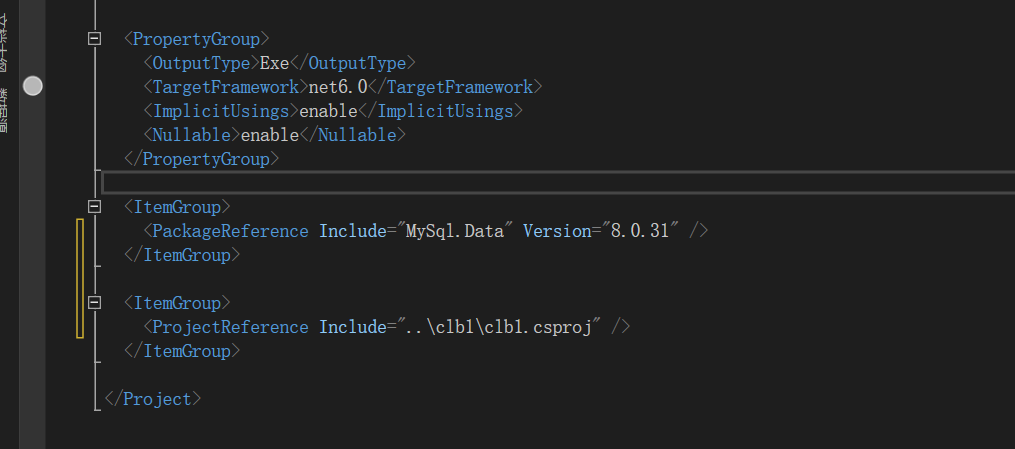 <PropertyGroup>
<OutputType>Exe</OutputType>
<TargetFramework>net6.0</TargetFramework>
<ImplicitUsings>enable</ImplicitUsings>
<Nullable>enable</Nullable>
</PropertyGroup>
<ItemGroup>
<PackageReference Include="MySql.Data" Version="8.0.31" />
</ItemGroup>
<ItemGroup>
<ProjectReference Include="..\clb1\clb1.csproj" />
</ItemGroup>
</Project>